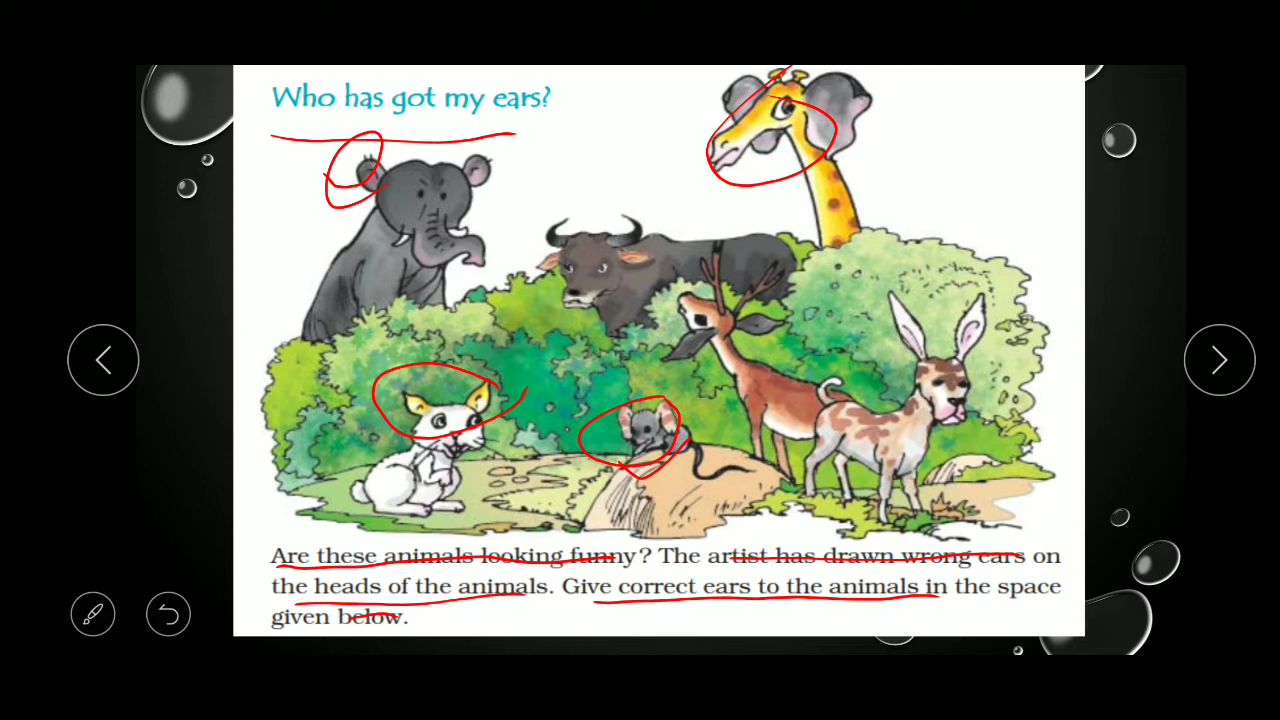 Who has got my ears?
Are these animals looking funny? The artist has drawn wrong ears on
the heads of the animals. Give correct ears to the animals in the space
given below.